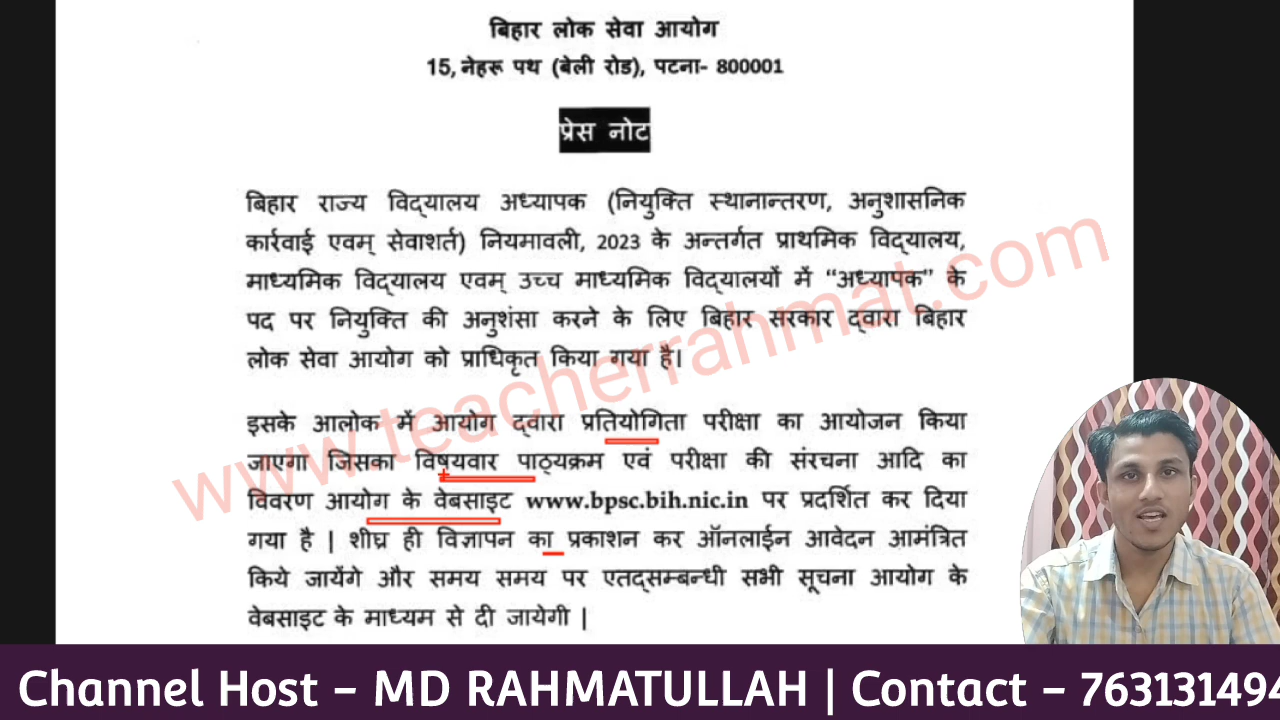 बिहार लोक सेवा आयोग
15, नेहरू पथ (बेली रोड), पटना- 800001
प्रेस नोट
बिहार राज्य विद्यालय अध्यापक (नियुक्ति स्थानान्तरण, अनुशासनिक
कार्रवाई एवम् सेवाशर्त) नियमावली, 2023 के अन्तर्गत प्राथमिक विद्यालय,
माध्यमिक विद्यालय एवम् उच्च माध्यमिक विद्यालयों में “अध्यापक” के
पद पर नियुक्ति की अनुशंसा करने के लिए बिहार सरकार द्वारा बिहार
लोक सेवा आयोग को प्राधिकृत किया गया है।
इसके आलोक में आयोग द्वारा प्रतियोगिता परीक्षा का आयोजन किया
जाएगा जिसका विषयवार पाठ्यक्रम एवं परीक्षा की संरचना आदि का
विवरण आयोग के वेबसाइट www.bpsc.bih.nic.in पर प्रदर्शित कर दिया
गया है | शीघ्र ही विज्ञापन का प्रकाशन कर ऑनलाईन आवेदन आमंत्रित
किये जायेंगे और समय समय पर एतद्सम्बन्धी सभी सूचना आयोग के
वेबसाइट के माध्यम से दी जायेगी |
www.teacherrahmat.com
Channel Host – MD RAHMATULLAH | Contact – 763131494